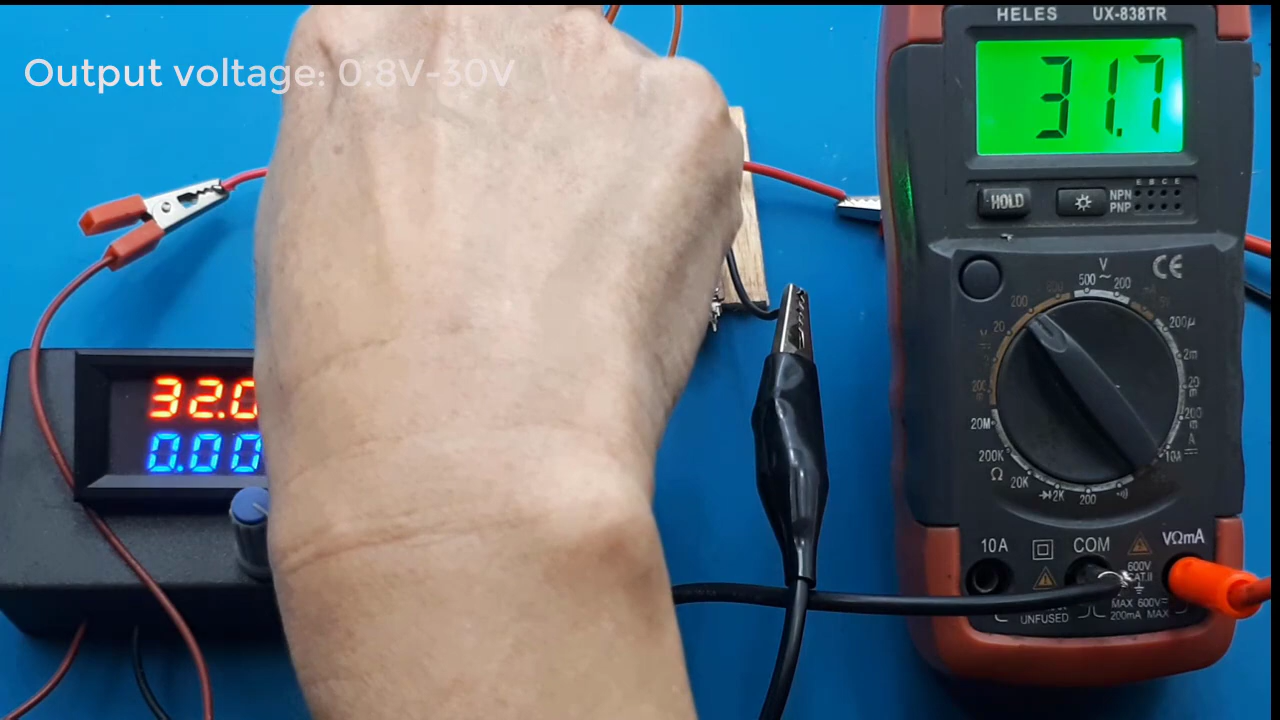 Output voltage: 0.8V-30V
HELES UX-838TR
31.7
HOLD
NPN
PNP
E B C E
V
CE
500 200
200
20
200µ
2m
20
200
10A
20M
200K
Ω
20K
2K
200
32.0
0.00
10A
COM
VΩmA
600V
CAT.II
MAX 600V
200mA MAX
UNFUSED